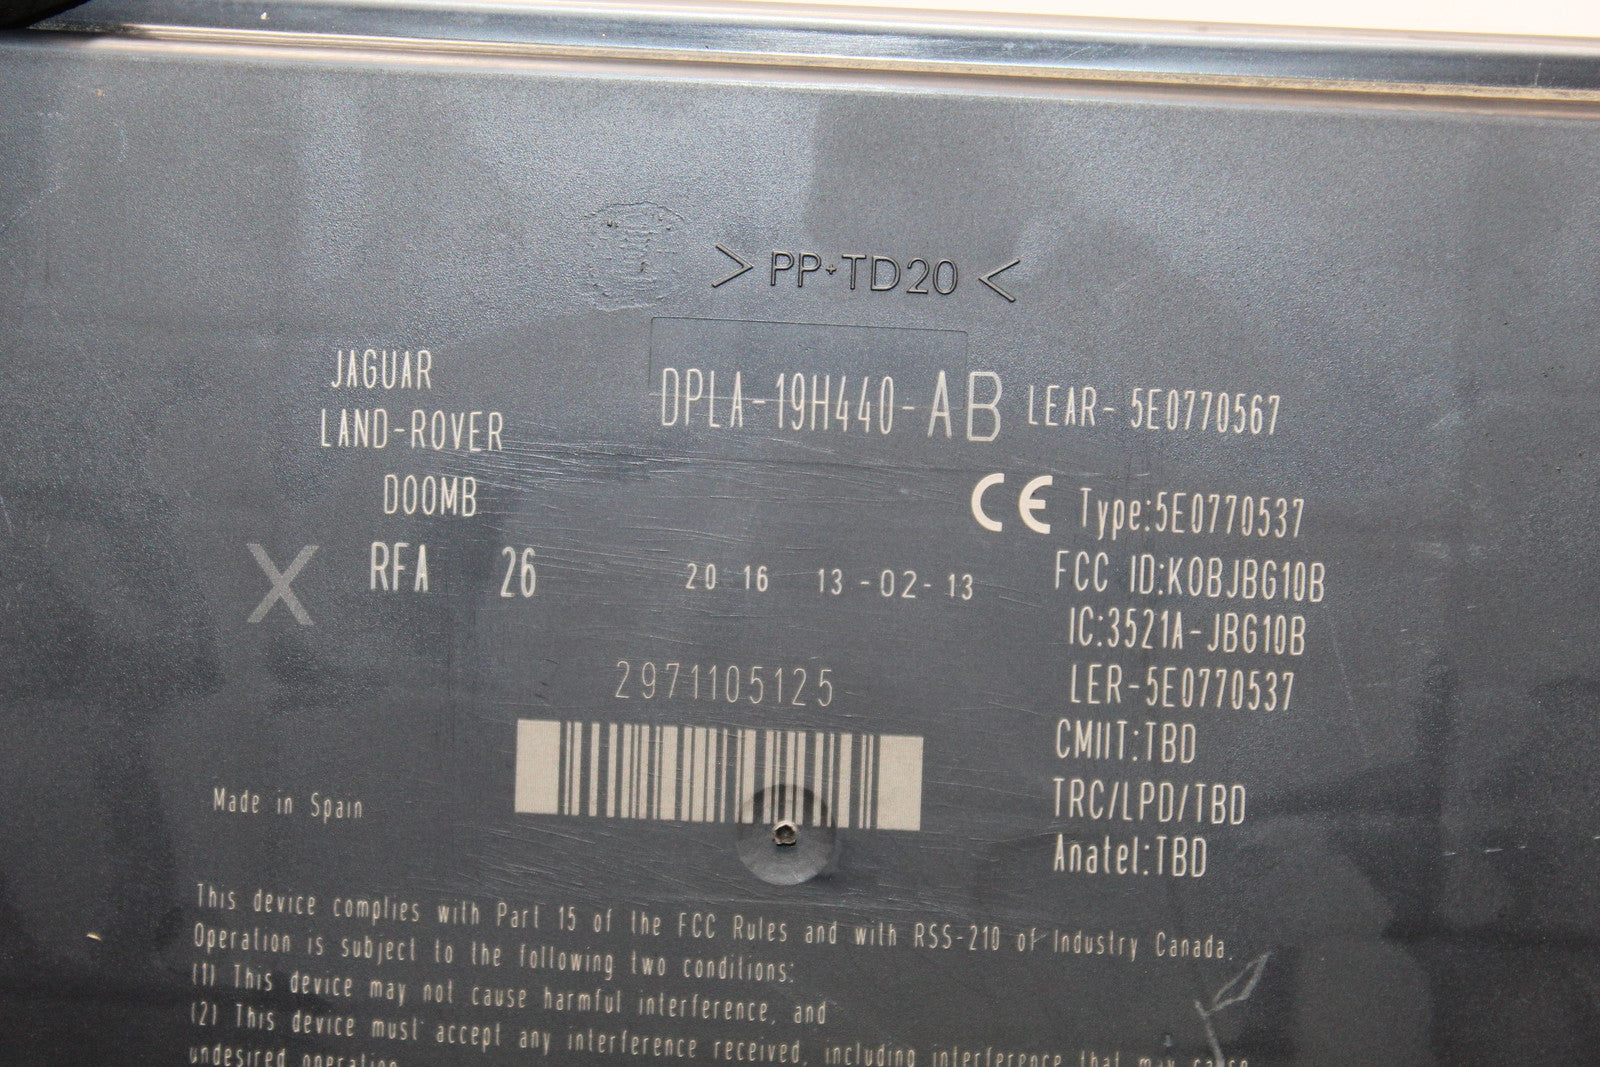 >PP+TD20<
JAGUAR
LAND-ROVER
DOOMB
DPLA-19H440-AB LEAR-5E0770567
CE Type:5E0770537
X RFA 26 20 16 13-02-13
FCC ID:KOBJBG10B
IC:3521A-JBG10B
LER-5E0770537
CMIIT:TBD
TRC/LPD/TBD
Anatel:TBD
2971105125
Made in Spain
This device complies with Part 15 of the FCC Rules and with RSS-210 of Industry Canada.
Operation is subject to the following two conditions:
(1) This device may not cause harmful interference, and
(2) This device must accept any interference received, including interference that may cause
undesired operation.